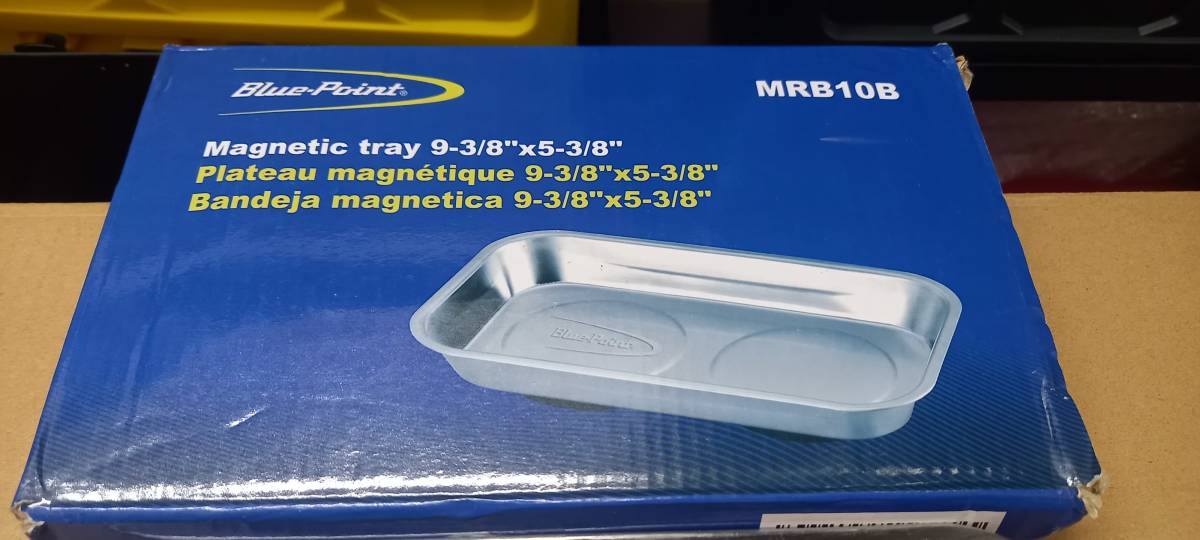 Blue-Point®
MRB10B
Magnetic tray 9-3/8"x5-3/8"
Plateau magnétique 9-3/8"x5-3/8"
Bandeja magnetica 9-3/8"x5-3/8"
Blue-Point